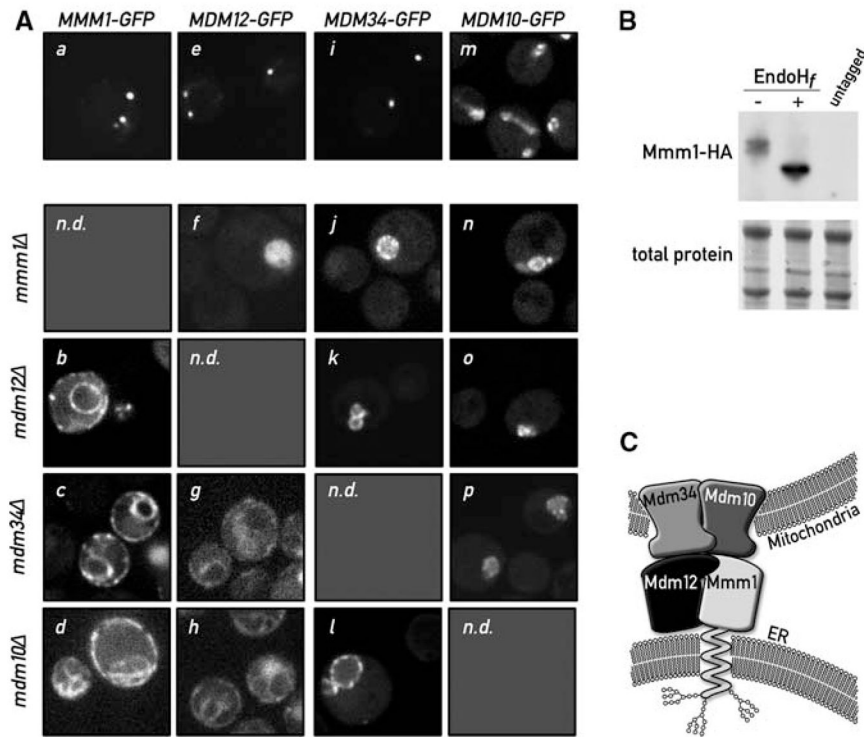 A
MMM1-GFP MDM12-GFP MDM34-GFP MDM10-GFP
a e i m
mmm1Δ
n.d. f j n
mdm12Δ
b n.d. k o
mdm34Δ
c g n.d. p
mdm10Δ
d h l n.d.
B
EndoHf
- + untagged
Mmm1-HA
total protein
C
Mdm34 Mdm10
Mitochondria
Mdm12 Mmm1
ER